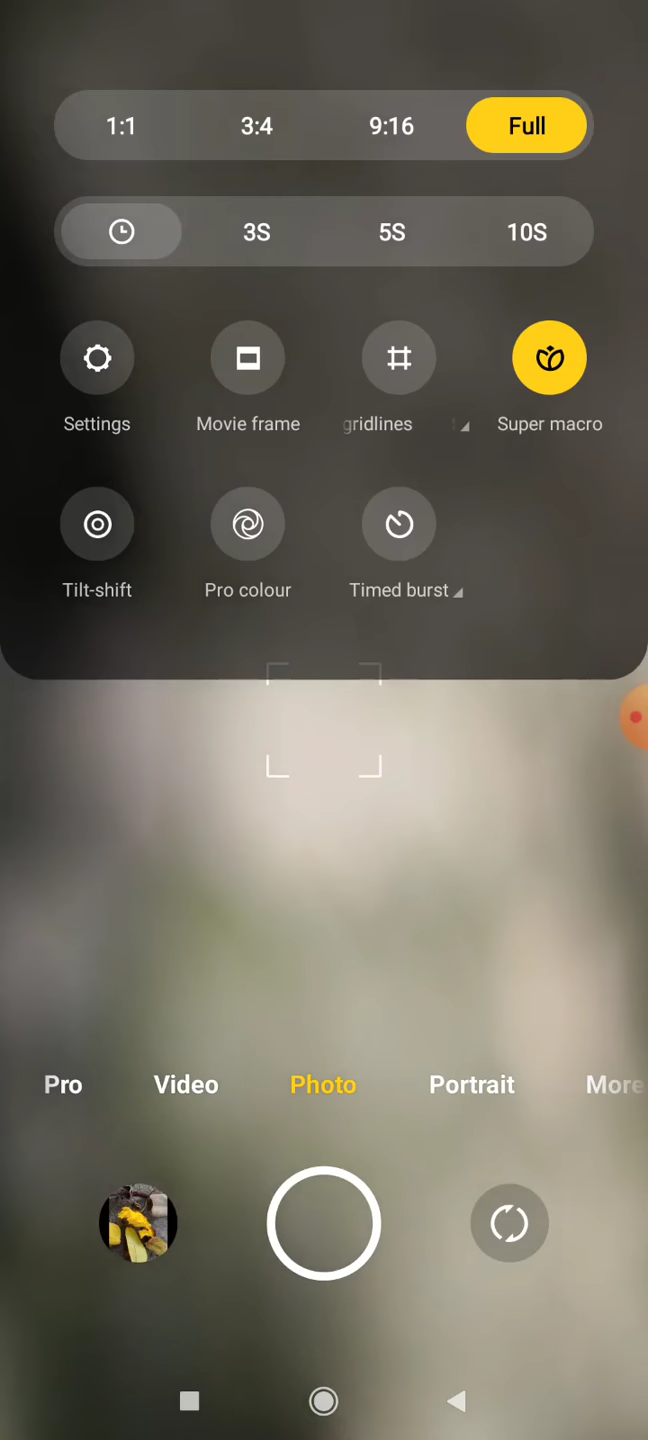 1:1 3:4 9:16 Full
3S 5S 10S
Settings Movie frame gridlines Super macro
Tilt-shift Pro colour Timed burst
Pro Video Photo Portrait More